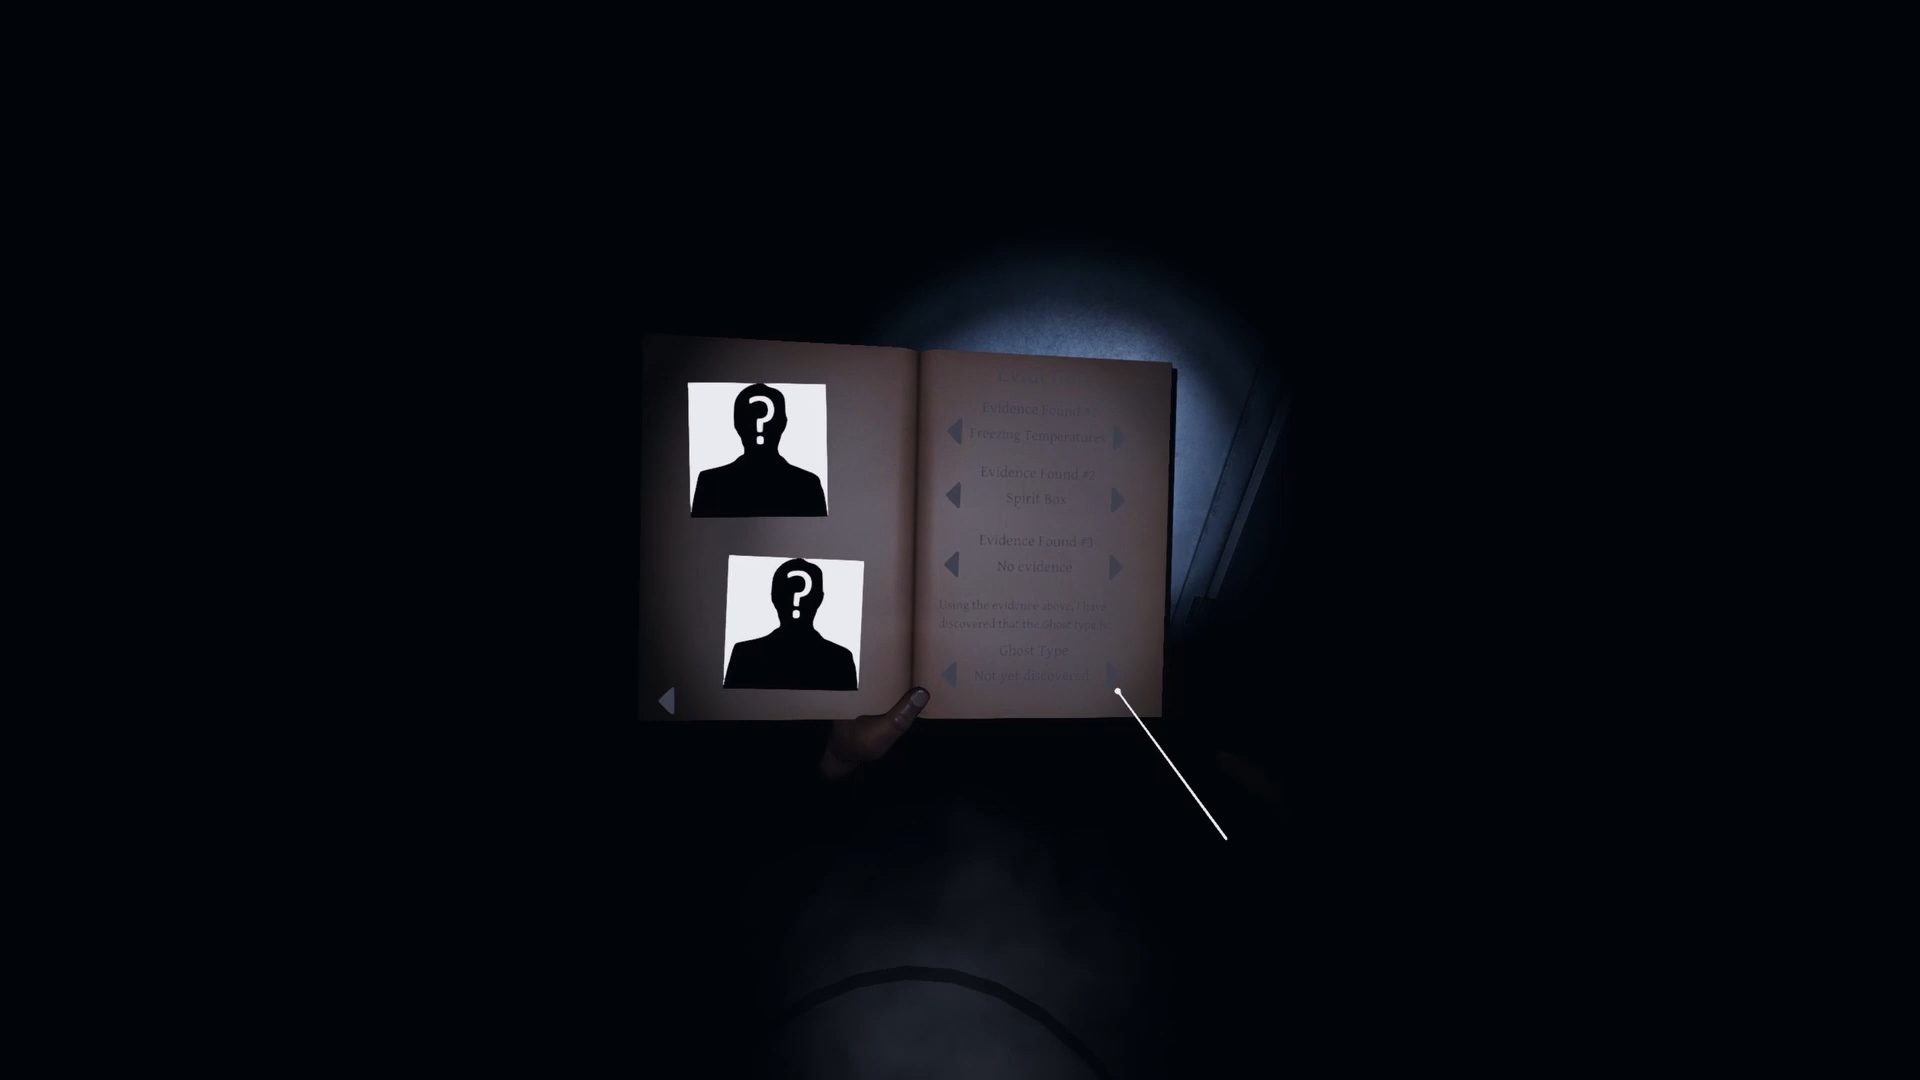 ?
?
Evidence
Evidence Found #1
Freezing Temperatures
Evidence Found #2
Spirit Box
Evidence Found #3
No evidence
Using the evidence above, I have
discovered that the Ghost type is
Ghost Type
Not yet discovered